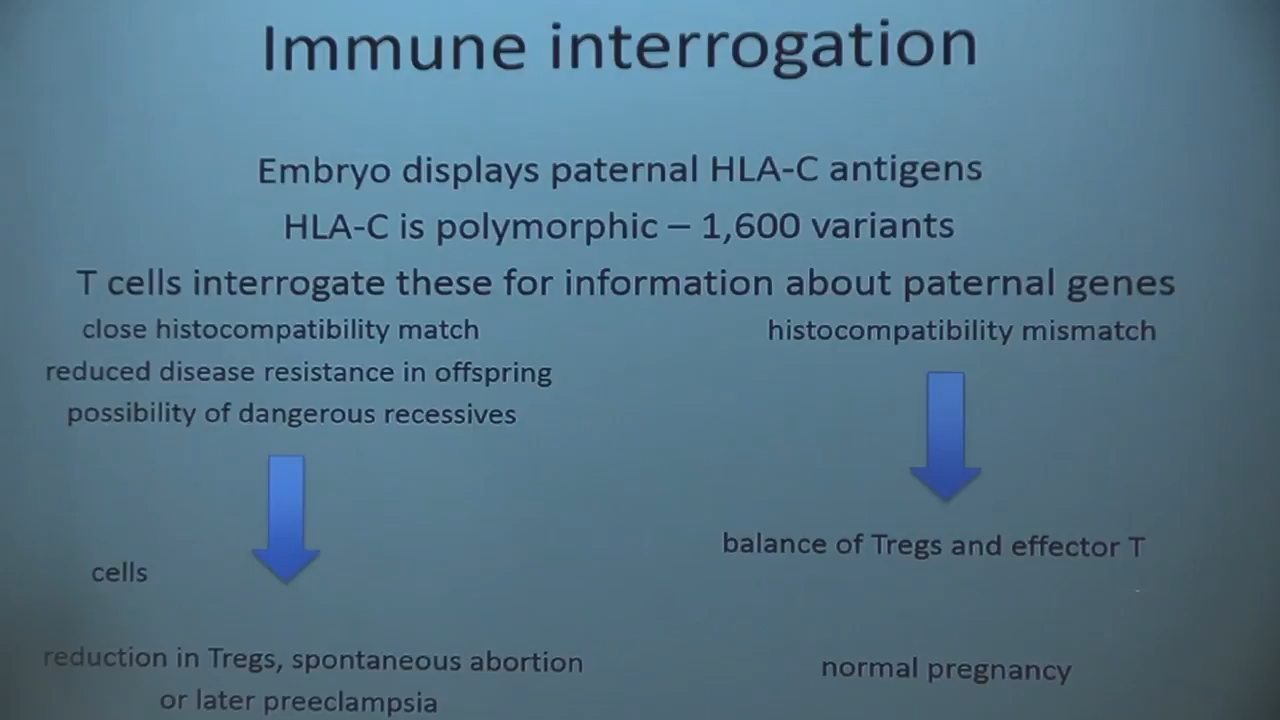 Immune interrogation
Embryo displays paternal HLA-C antigens
HLA-C is polymorphic – 1,600 variants
T cells interrogate these for information about paternal genes
close histocompatibility match
reduced disease resistance in offspring
possibility of dangerous recessives
histocompatibility mismatch
balance of Tregs and effector T
cells
reduction in Tregs, spontaneous abortion
or later preeclampsia
normal pregnancy